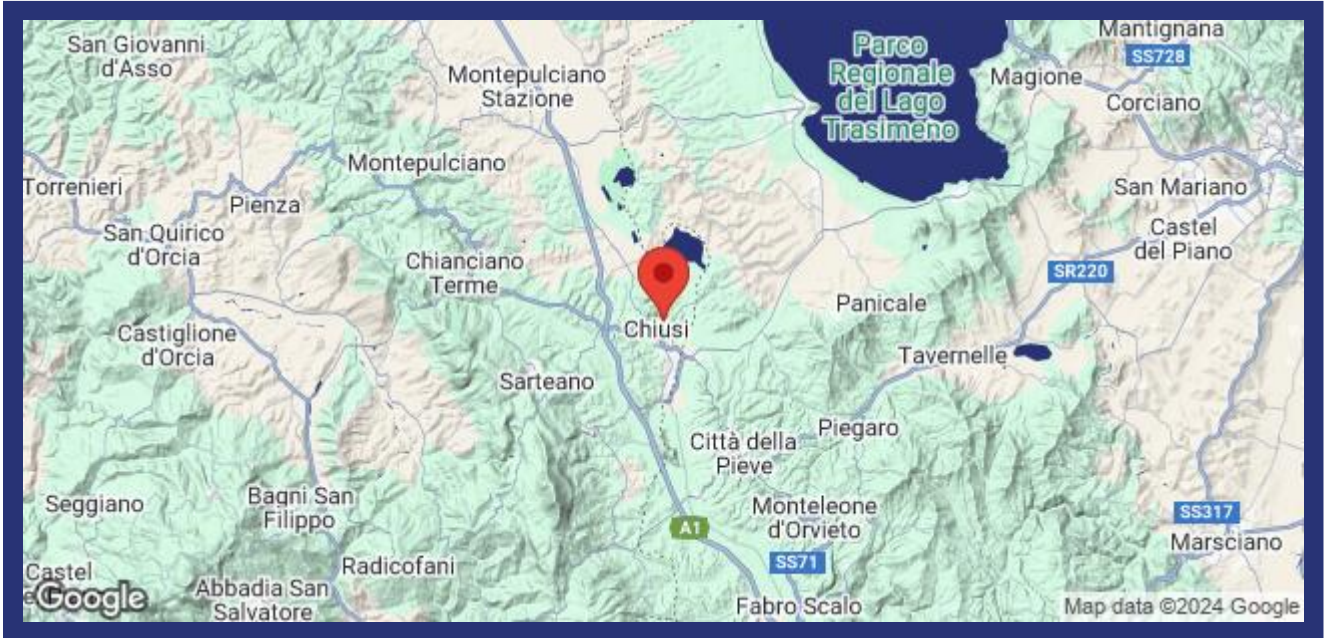 San Giovanni
d'Asso
Montepulciano
Stazione
Parco
Regionale
del Lago
Trasimeno
Mantignana
SS728
Magione
Corciano
Montepulciano
Torrenieri
Pienza
San Mariano
San Quirico
d'Orcia
Castel
del Piano
Chianciano
Terme
SR220
Panicale
Castiglione
d'Orcia
Chiusi
Tavernelle
Sarteano
Città della
Pieve
Piegaro
Seggiano
Bagni San
Filippo
Monteleone
d'Orvieto
SS317
A1
Marsciano
SS71
Radicofani
Castel
Abbadia San
Salvatore
Fabro Scalo
Google
Map data ©2024 Google